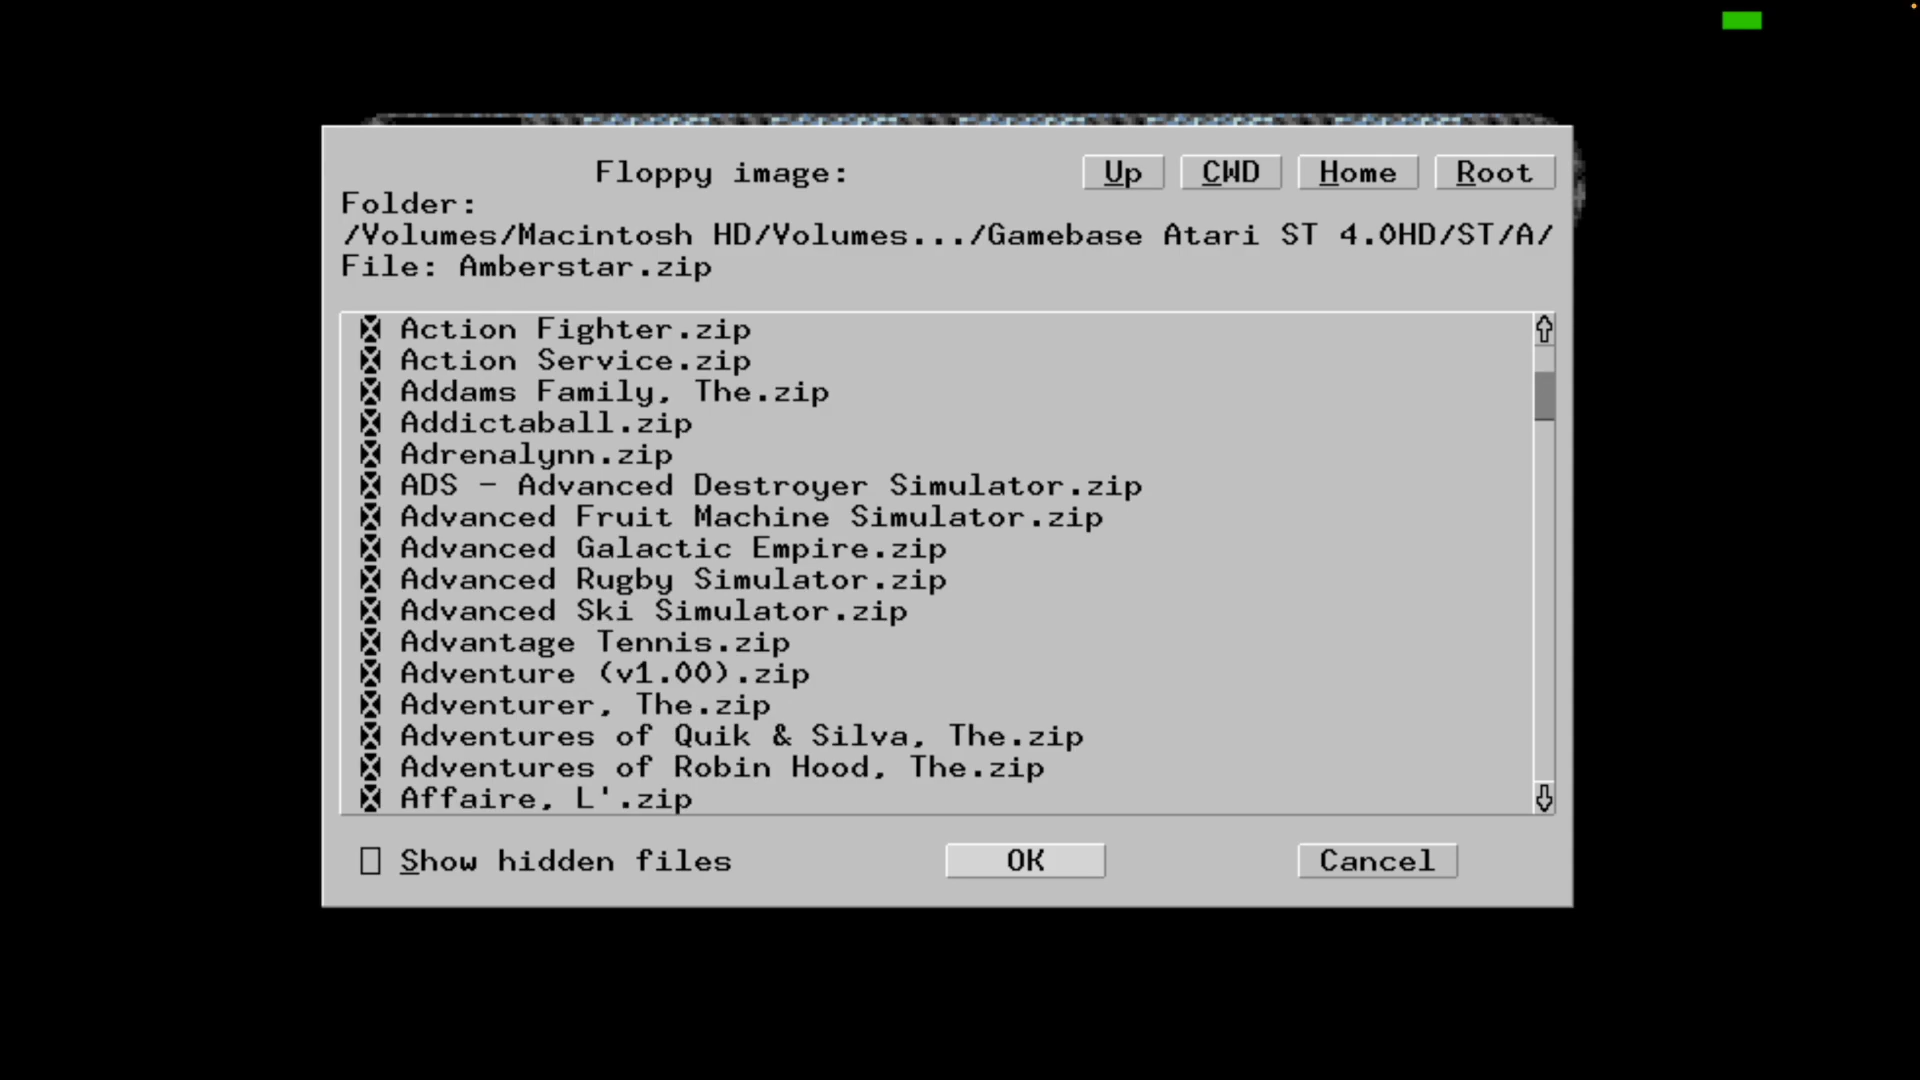 Floppy image: Up CWD Home Root
Folder:
/Volumes/Macintosh HD/Volumes.../Gamebase Atari ST 4.0HD/ST/A/
File: Amberstar.zip
Action Fighter.zip
Action Service.zip
Addams Family, The.zip
Addictaball.zip
Adrenalynn.zip
ADS - Advanced Destroyer Simulator.zip
Advanced Fruit Machine Simulator.zip
Advanced Galactic Empire.zip
Advanced Rugby Simulator.zip
Advanced Ski Simulator.zip
Advantage Tennis.zip
Adventure (v1.00).zip
Adventurer, The.zip
Adventures of Quik & Silva, The.zip
Adventures of Robin Hood, The.zip
Affaire, L'.zip
Show hidden files OK Cancel